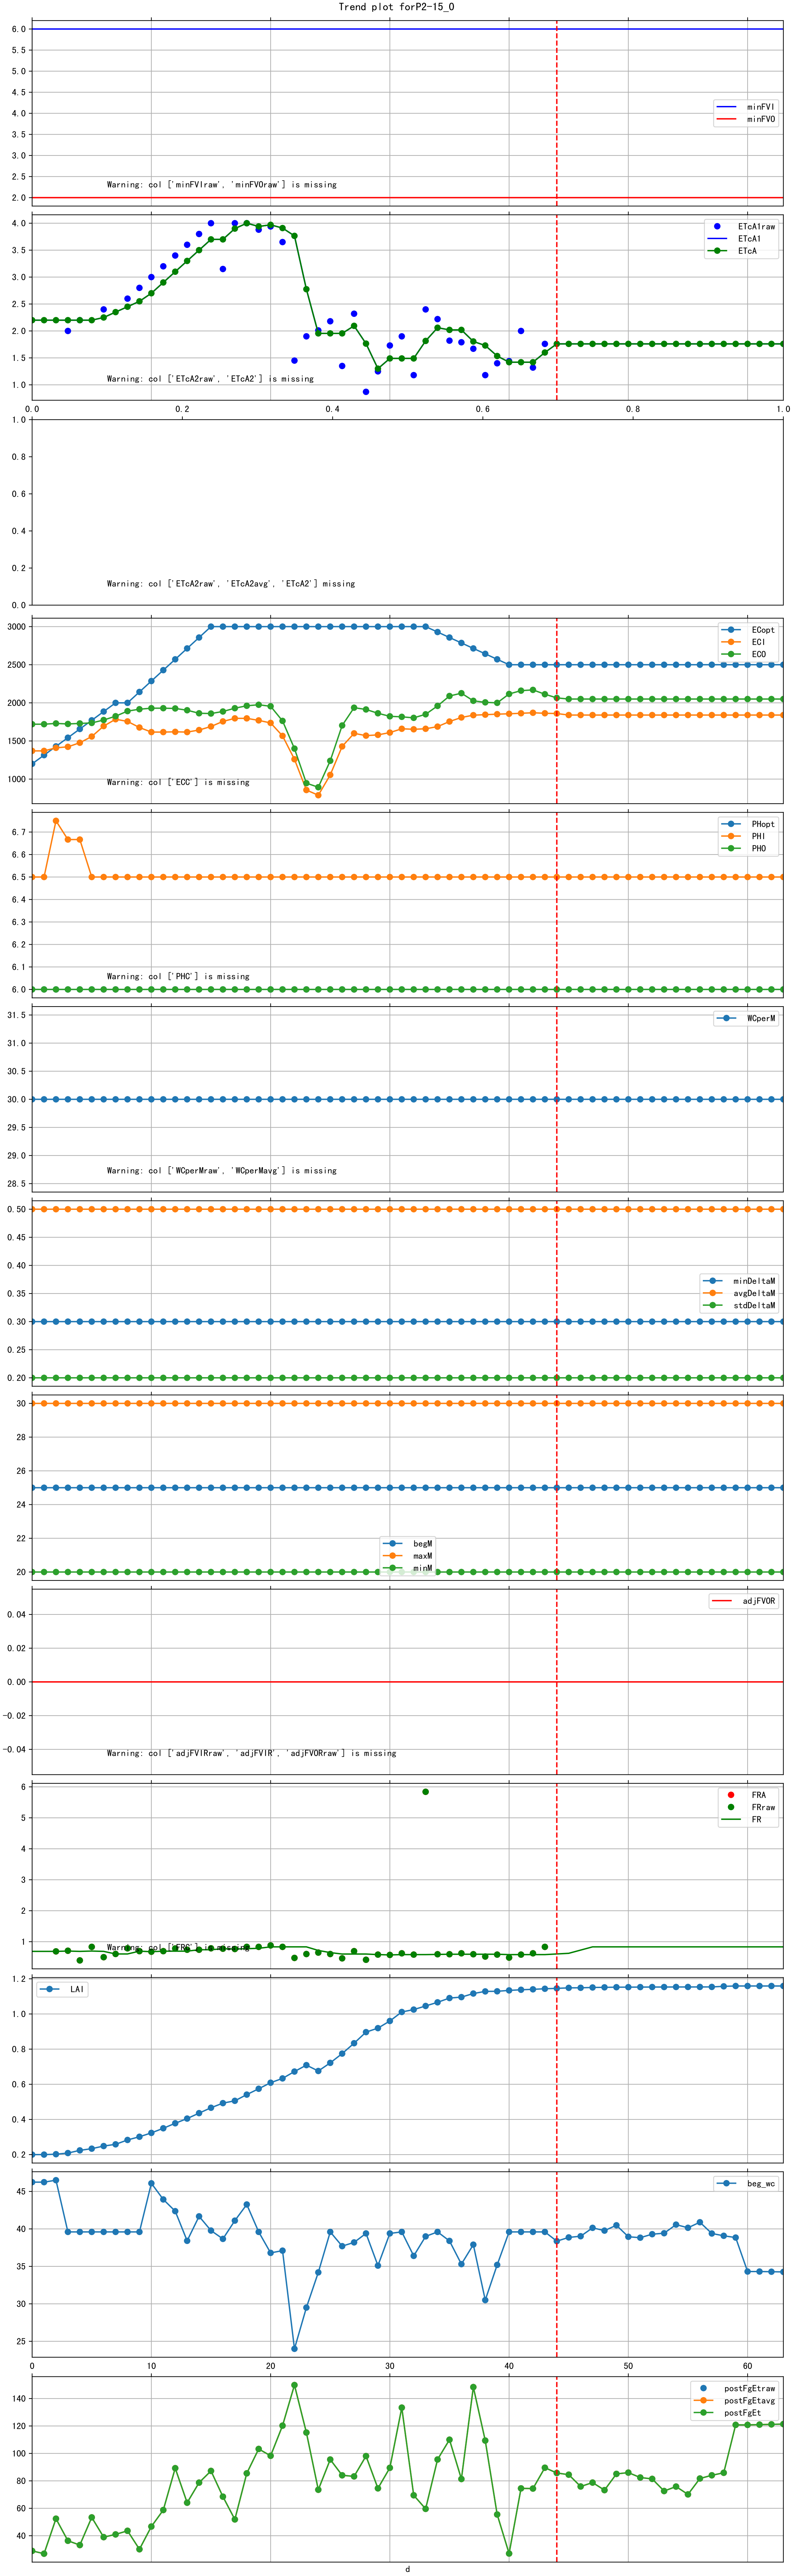 Trend plot forP2-15_0
6.0
5.5
5.0
4.5
4.0
3.5
3.0
2.5
2.0
minFVI
minFVO
Warning: col ['minFVIraw', 'minFVOraw'] is missing
4.0
3.5
3.0
2.5
2.0
1.5
1.0
ETcA1raw
ETcA1
ETcA
Warning: col ['ETcA2raw', 'ETcA2'] is missing
0.0 0.2 0.4 0.6 0.8 1.0
1.0
0.8
0.6
0.4
0.2
0.0
Warning: col ['ETcA2raw', 'ETcA2avg', 'ETcA2'] missing
3000
2500
2000
1500
1000
ECopt
ECI
ECO
Warning: col ['ECC'] is missing
6.7
6.6
6.5
6.4
6.3
6.2
6.1
6.0
PHopt
PHI
PHO
Warning: col ['PHC'] is missing
31.5
31.0
30.5
30.0
29.5
29.0
28.5
WCperM
Warning: col ['WCperMraw', 'WCperMavg'] is missing
0.50
0.45
0.40
0.35
0.30
0.25
0.20
minDeltaM
avgDeltaM
stdDeltaM
30
28
26
24
22
20
begM
maxM
minM
0.04
0.02
0.00
-0.02
-0.04
adjFVOR
Warning: col ['adjFVIRraw', 'adjFVIR', 'adjFVORraw'] is missing
6
5
4
3
2
1
FRA
FRraw
FR
Warning: col ['FRC'] is missing
1.2
1.0
0.8
0.6
0.4
0.2
LAI
45
40
35
30
25
beg_wc
0 10 20 30 40 50 60
140
120
100
80
60
40
postFgEtraw
postFgEtavg
postFgEt
d